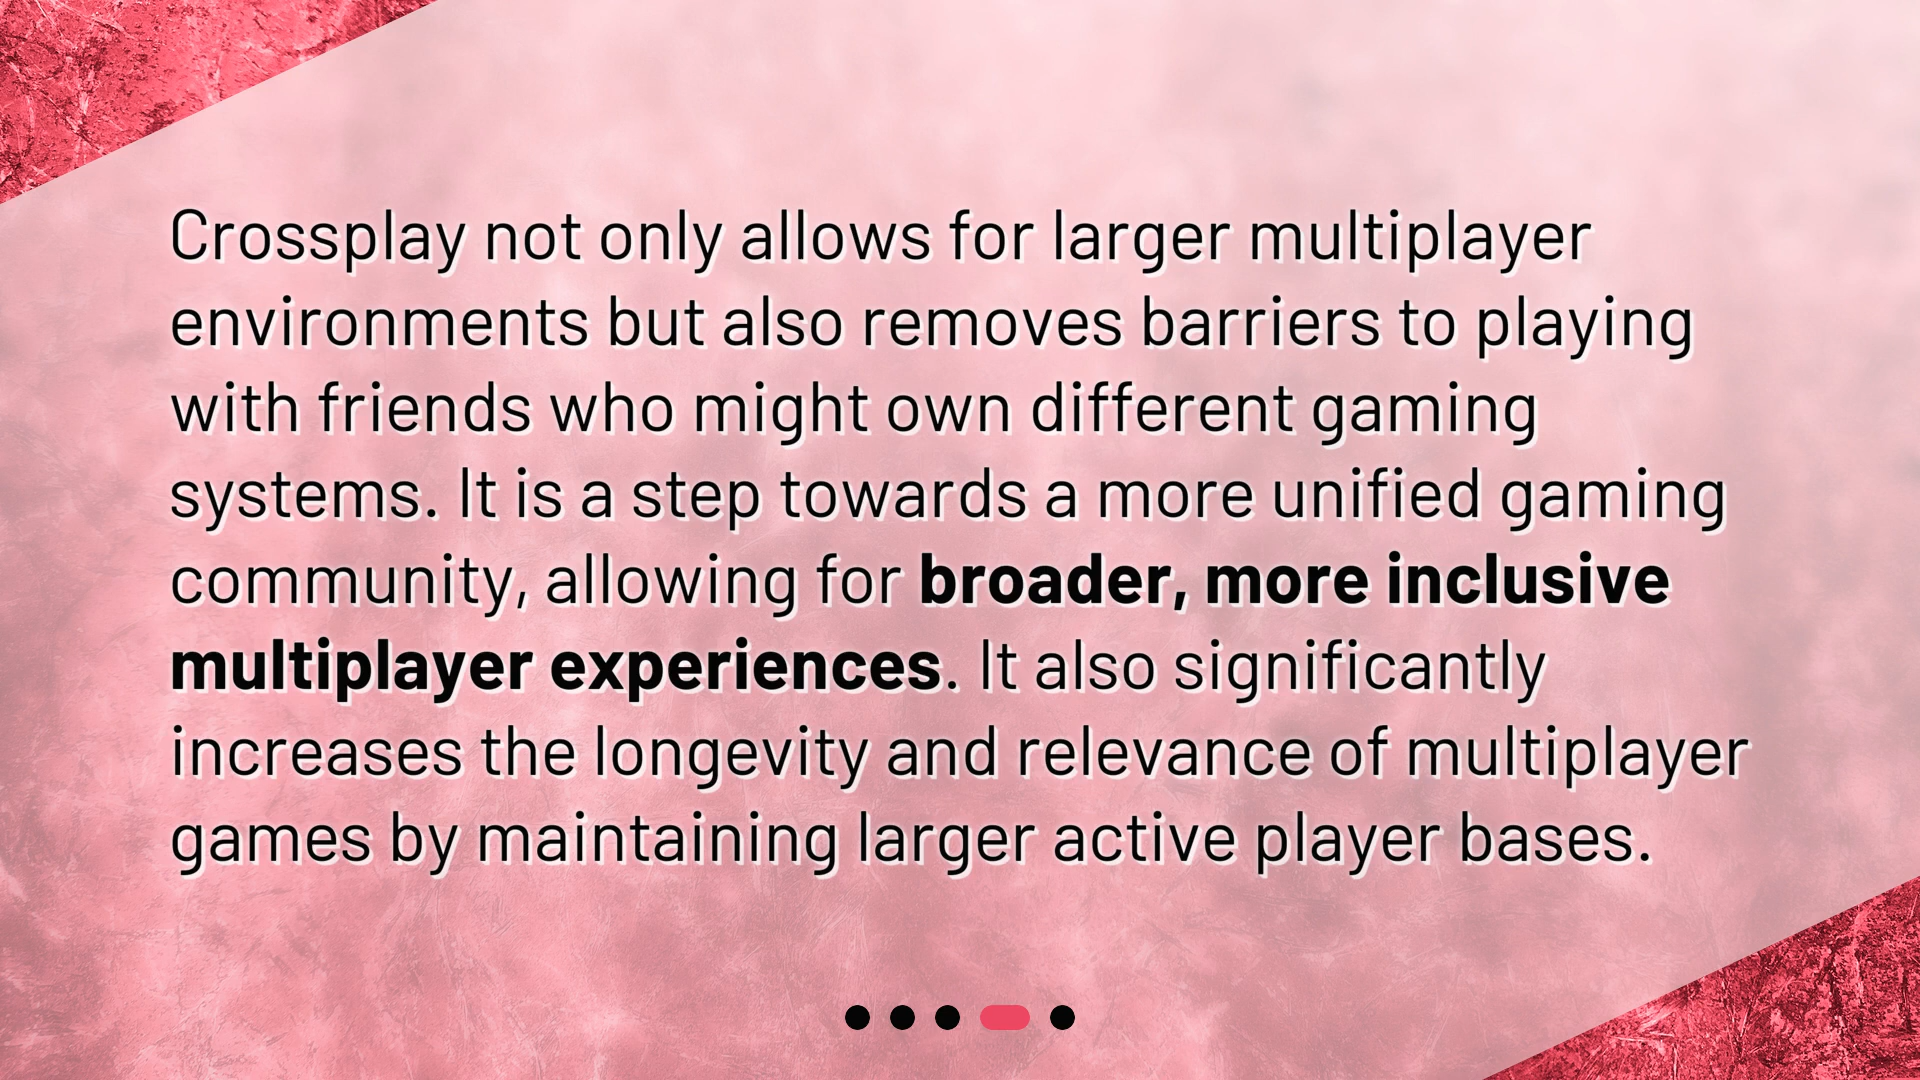 Crossplay not only allows for larger multiplayer
environments but also removes barriers to playing
with friends who might own different gaming
systems. It is a step towards a more unified gaming
community, allowing for broader, more inclusive
multiplayer experiences. It also significantly
increases the longevity and relevance of multiplayer
games by maintaining larger active player bases.